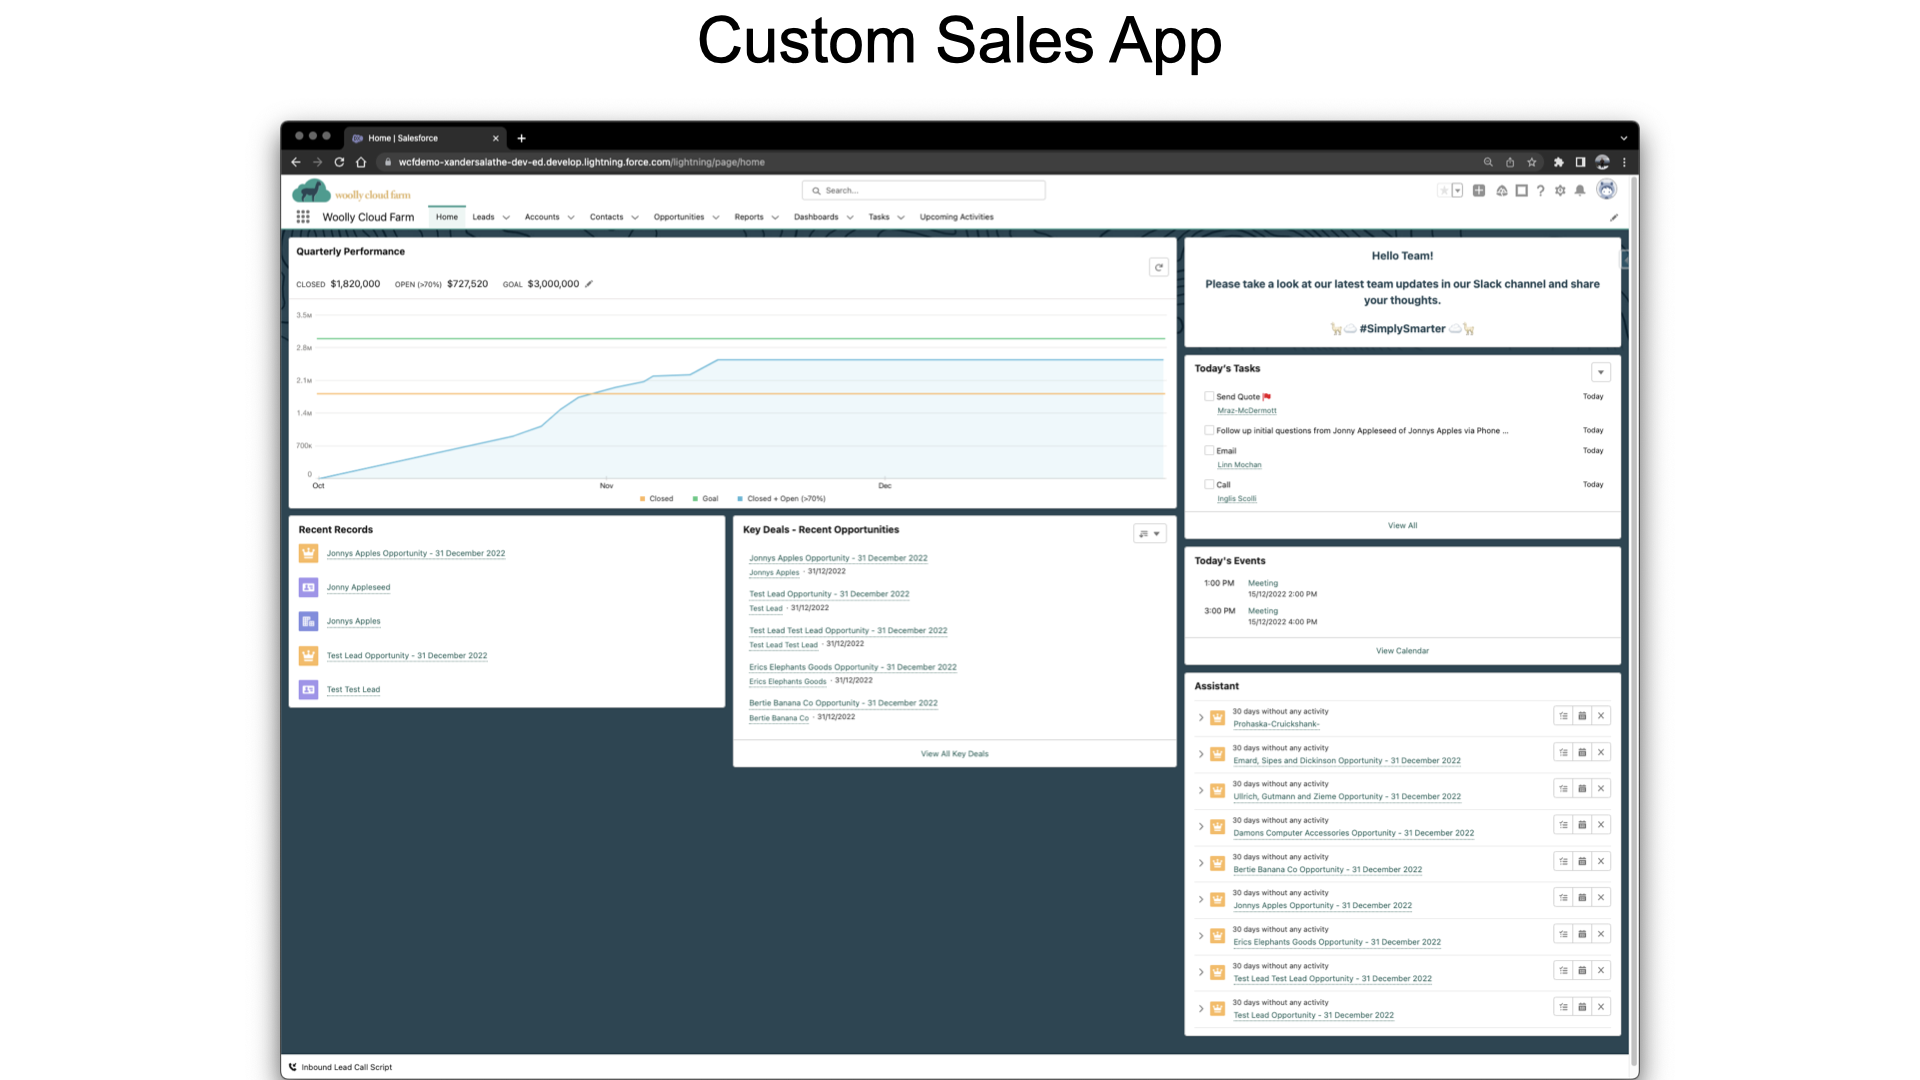 Custom Sales App
Home | Salesforce
wcfdemo-xandersalathe-dev-ed.develop.lightning.force.com/lightning/page/home
woolly cloud farm
Search...
Woolly Cloud Farm
Home
Leads
Accounts
Contacts
Opportunities
Reports
Dashboards
Tasks
Upcoming Activities
Quarterly Performance
CLOSED $1,820,000 OPEN (>70%) $727,520 GOAL $3,000,000
3.5M
2.8M
2.1M
1.4M
700K
0
Oct
Nov
Dec
Closed
Goal
Closed + Open (>70%)
Recent Records
Jonnys Apples Opportunity - 31 December 2022
Jonny Appleseed
Jonnys Apples
Test Lead Opportunity - 31 December 2022
Test Test Lead
Key Deals - Recent Opportunities
Jonnys Apples Opportunity - 31 December 2022
Jonnys Apples · 31/12/2022
Test Lead Opportunity - 31 December 2022
Test Lead · 31/12/2022
Test Lead Test Lead Opportunity - 31 December 2022
Test Lead Test Lead · 31/12/2022
Erics Elephants Goods Opportunity - 31 December 2022
Erics Elephants Goods · 31/12/2022
Bertie Banana Co Opportunity - 31 December 2022
Bertie Banana Co · 31/12/2022
View All Key Deals
Hello Team!
Please take a look at our latest team updates in our Slack channel and share
your thoughts.
🦙☁️ #SimplySmarter ☁️🦙
Today's Tasks
Send Quote Today
Mraz-McDermott
Follow up initial questions from Jonny Appleseed of Jonnys Apples via Phone ... Today
Email Today
Linn Mochan
Call Today
Inglis Scolli
View All
Today's Events
1:00 PM Meeting
15/12/2022 2:00 PM
3:00 PM Meeting
15/12/2022 4:00 PM
View Calendar
Assistant
30 days without any activity
Prohaska-Cruickshank-
30 days without any activity
Emard, Sipes and Dickinson Opportunity - 31 December 2022
30 days without any activity
Ullrich, Gutmann and Zieme Opportunity - 31 December 2022
30 days without any activity
Damons Computer Accessories Opportunity - 31 December 2022
30 days without any activity
Bertie Banana Co Opportunity - 31 December 2022
30 days without any activity
Jonnys Apples Opportunity - 31 December 2022
30 days without any activity
Erics Elephants Goods Opportunity - 31 December 2022
30 days without any activity
Test Lead Test Lead Opportunity - 31 December 2022
30 days without any activity
Test Lead Opportunity - 31 December 2022
Inbound Lead Call Script